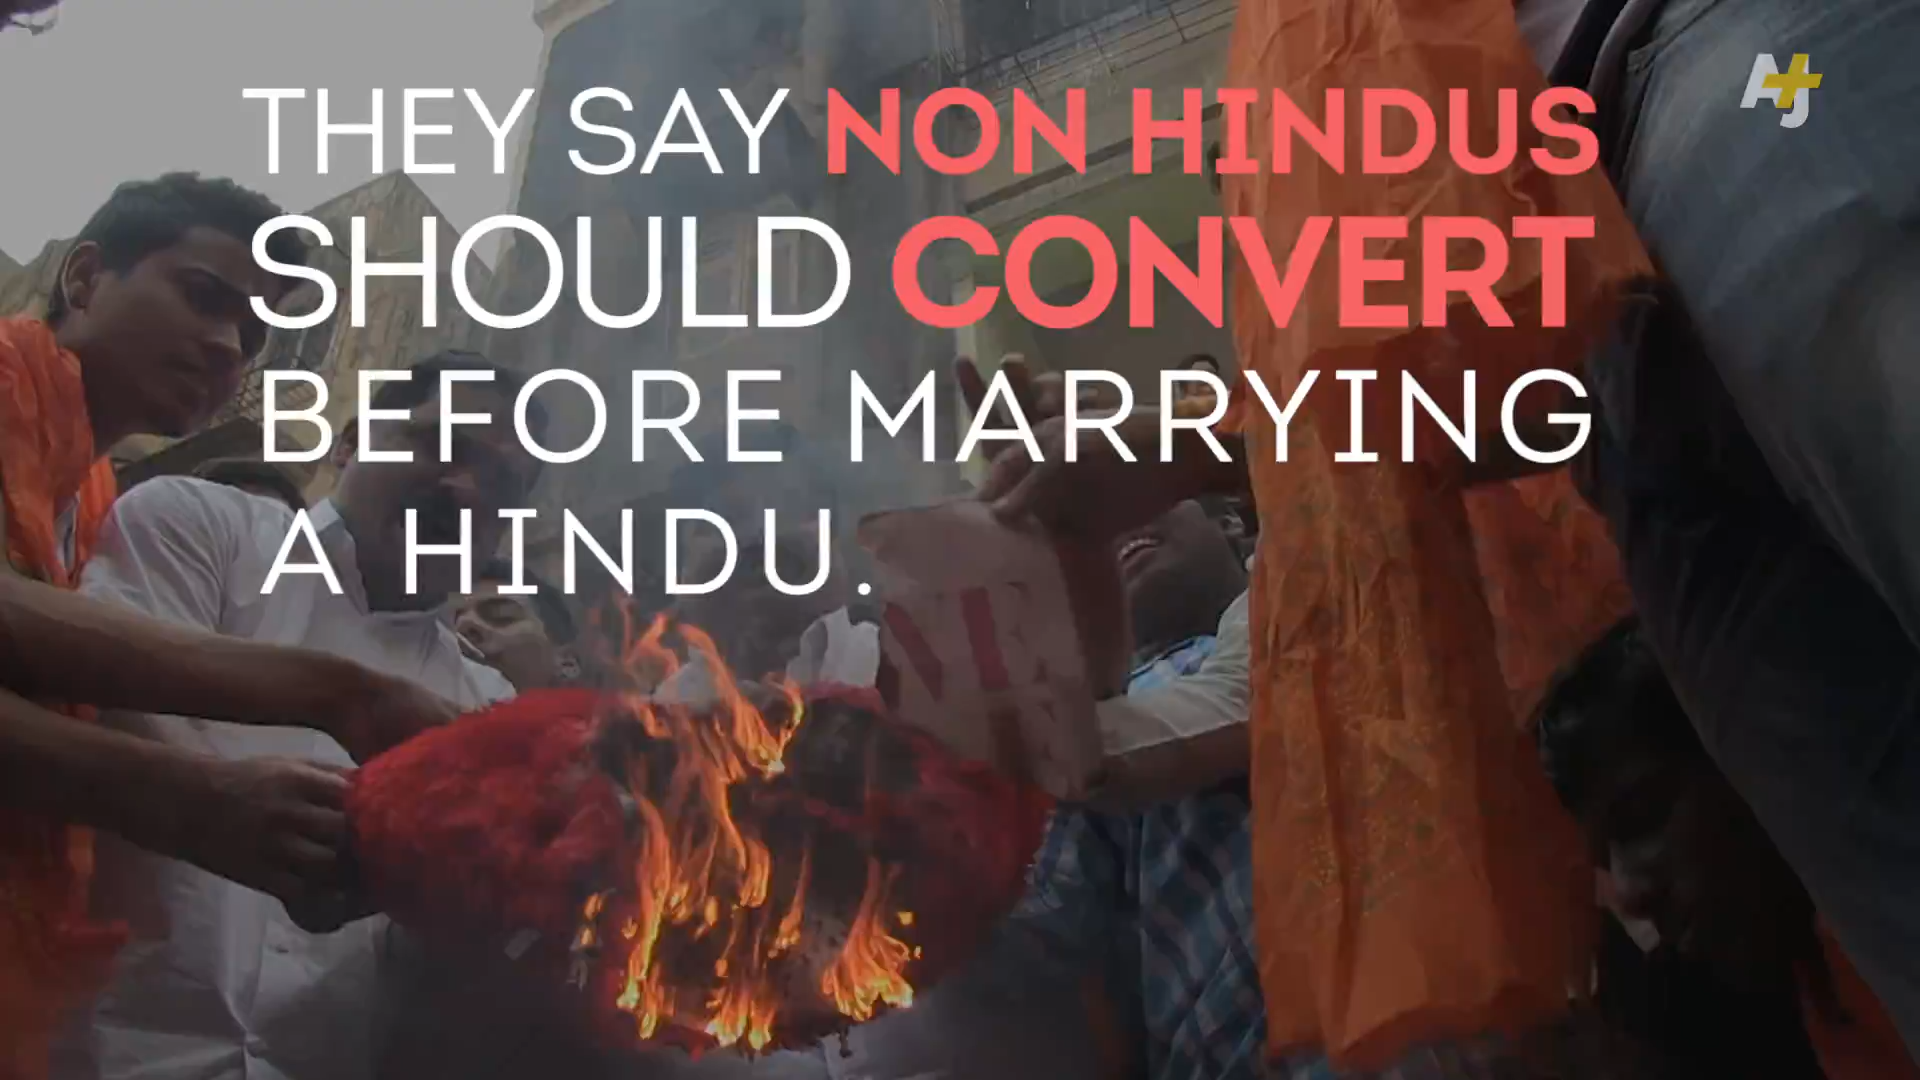 THEY SAY NON HINDUS
SHOULD CONVERT
BEFORE MARRYING
A HINDU.
AJ+